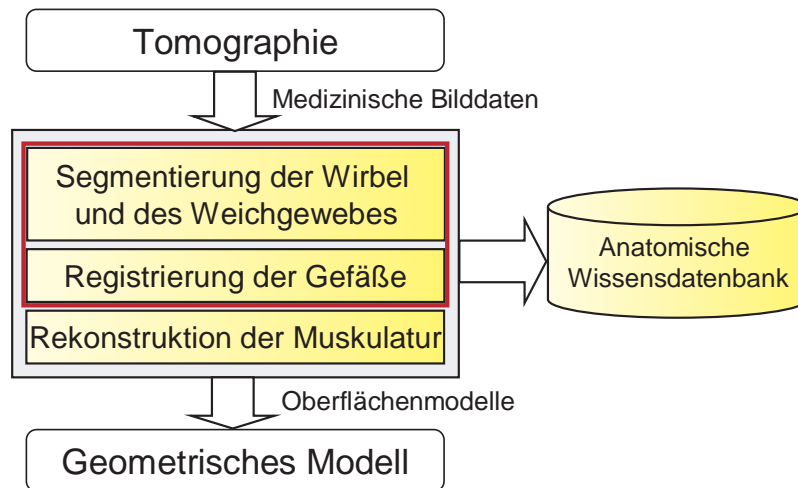 Tomographie
Medizinische Bilddaten
Segmentierung der Wirbel
und des Weichgewebes
Registrierung der Gefäße
Rekonstruktion der Muskulatur
Anatomische
Wissensdatenbank
Oberflächenmodelle
Geometrisches Modell